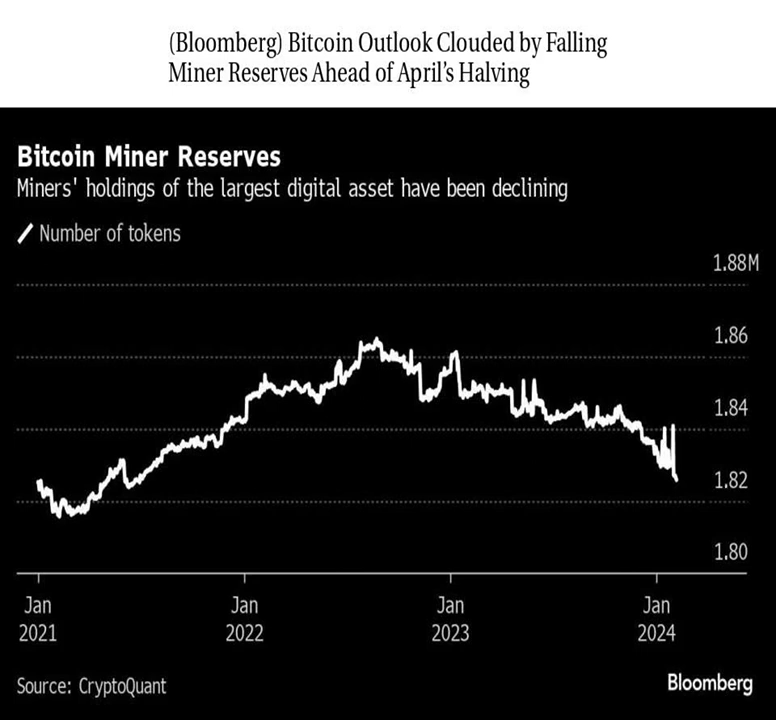 (Bloomberg) Bitcoin Outlook Clouded by Falling
Miner Reserves Ahead of April's Halving
Bitcoin Miner Reserves
Miners' holdings of the largest digital asset have been declining
Number of tokens
1.88M
1.86
1.84
1.82
1.80
Jan Jan Jan Jan
2021 2022 2023 2024
Source: CryptoQuant Bloomberg